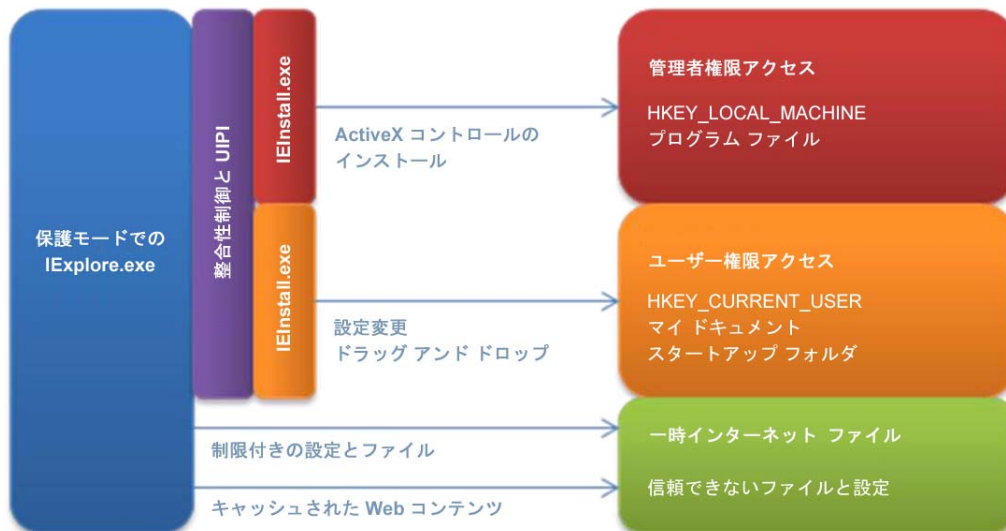 保護モードでの
IExplore.exe
整合性制御と UIPI
IEInstall.exe
ActiveX コントロールの
インストール
管理者権限アクセス
HKEY_LOCAL_MACHINE
プログラム ファイル
IEInstall.exe
設定変更
ドラッグ アンド ドロップ
ユーザー権限アクセス
HKEY_CURRENT_USER
マイ ドキュメント
スタートアップ フォルダ
制限付きの設定とファイル
キャッシュされた Web コンテンツ
一時インターネット ファイル
信頼できないファイルと設定